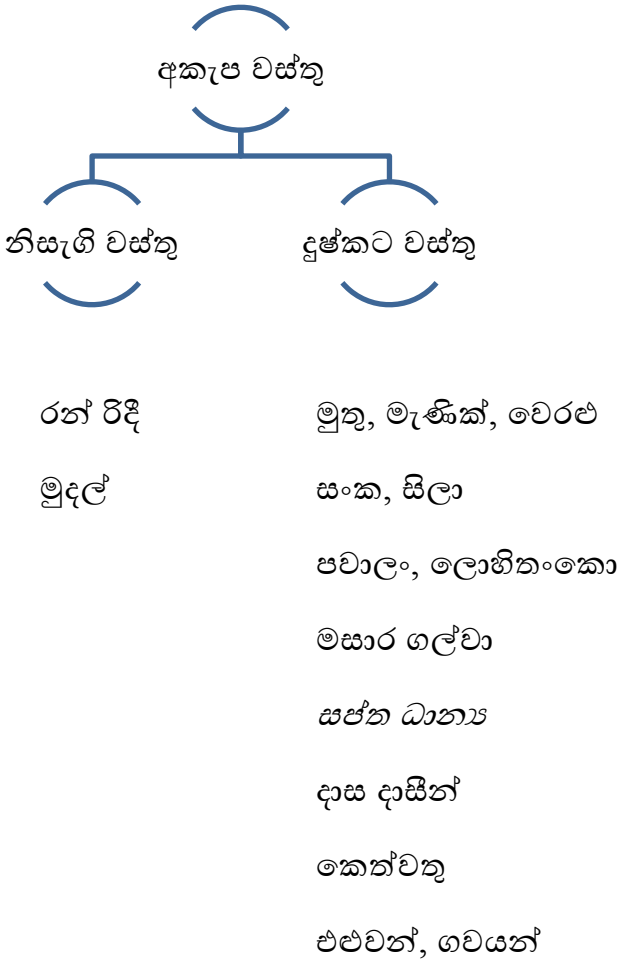 අකැප වස්තු
නිසැගි වස්තු
දුෂ්කට වස්තු
රන් රිදී
මුදල්
මුතු, මැණික්, වෙරළු
සංක, සිලා
පවාලං, ලොහිතංකො
මසාර ගල්වා
සප්ත ධාන්‍ය
දාස දාසීන්
කෙත්වතු
එළුවන්, ගවයන්